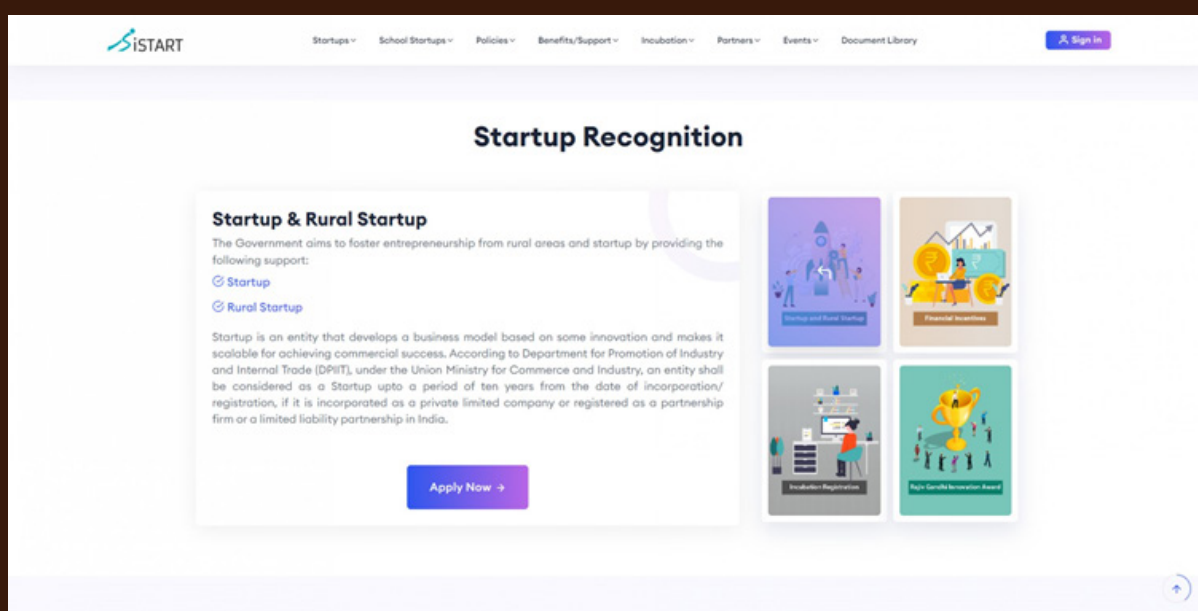 iSTART
Startups
School Startups
Policies
Benefits/Support
Incubation
Partners
Events
Document Library
Sign in
Startup Recognition
Startup & Rural Startup
The Government aims to foster entrepreneurship from rural areas and startup by providing the
following support:
Startup
Rural Startup
Startup is an entity that develops a business model based on some innovation and makes it
scalable for achieving commercial success. According to Department for Promotion of Industry
and Internal Trade (DPIIT), under the Union Ministry for Commerce and Industry, an entity shall
be considered as a Startup upto a period of ten years from the date of incorporation/
registration, if it is incorporated as a private limited company or registered as a partnership
firm or a limited liability partnership in India.
Apply Now
Startup and Rural Startup
Financial Incentives
Incubation Registration
Rajiv Gandhi Innovation Award